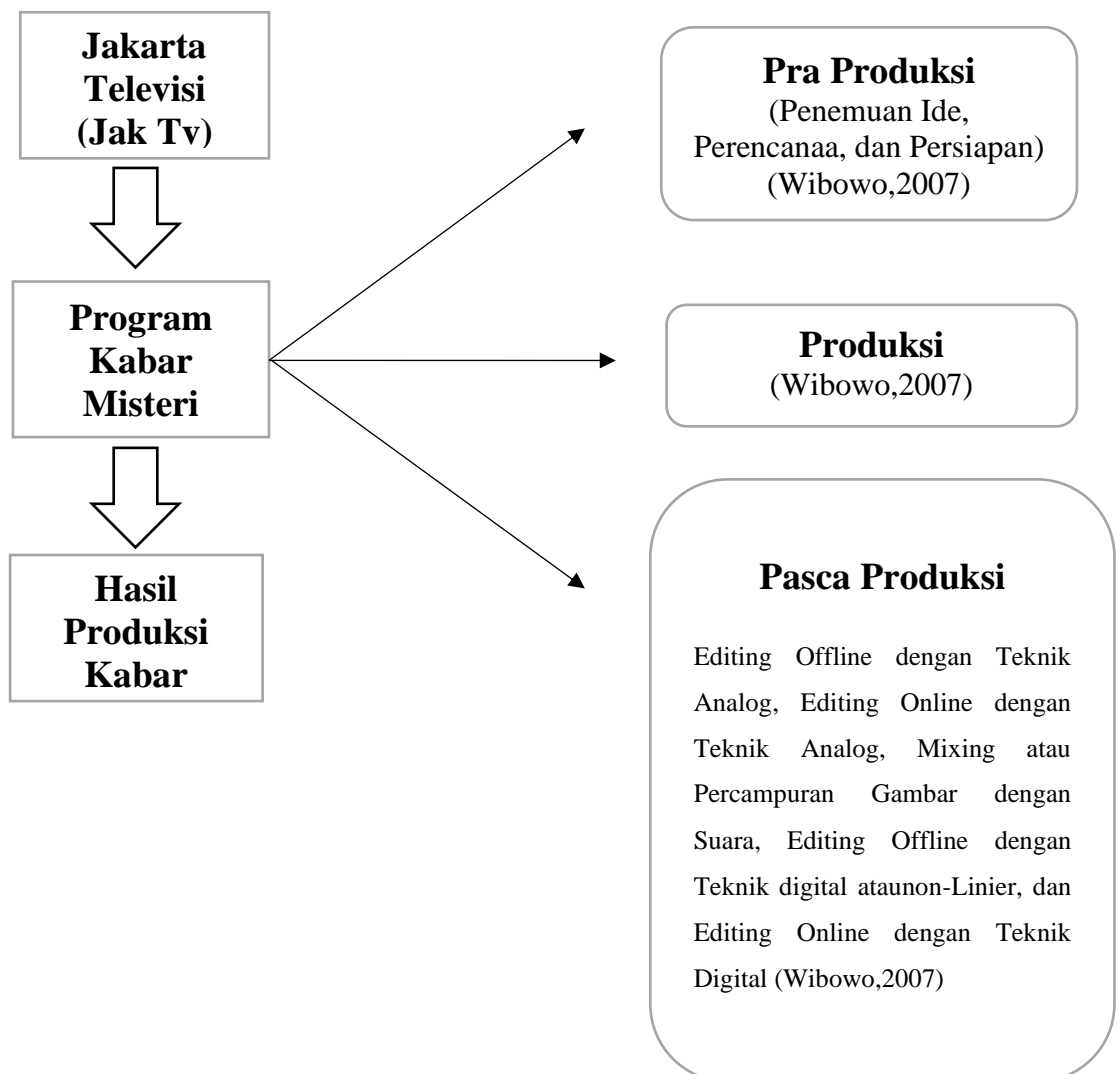 Jakarta
Televisi
(Jak Tv)
Program
Kabar
Misteri
Hasil
Produksi
Kabar
Pra Produksi
(Penemuan Ide,
Perencanaa, dan Persiapan)
(Wibowo,2007)
Produksi
(Wibowo,2007)
Pasca Produksi
Editing Offline dengan Teknik
Analog, Editing Online dengan
Teknik Analog, Mixing atau
Percampuran Gambar dengan
Suara, Editing Offline dengan
Teknik digital ataunon-Linier, dan
Editing Online dengan Teknik
Digital (Wibowo,2007)